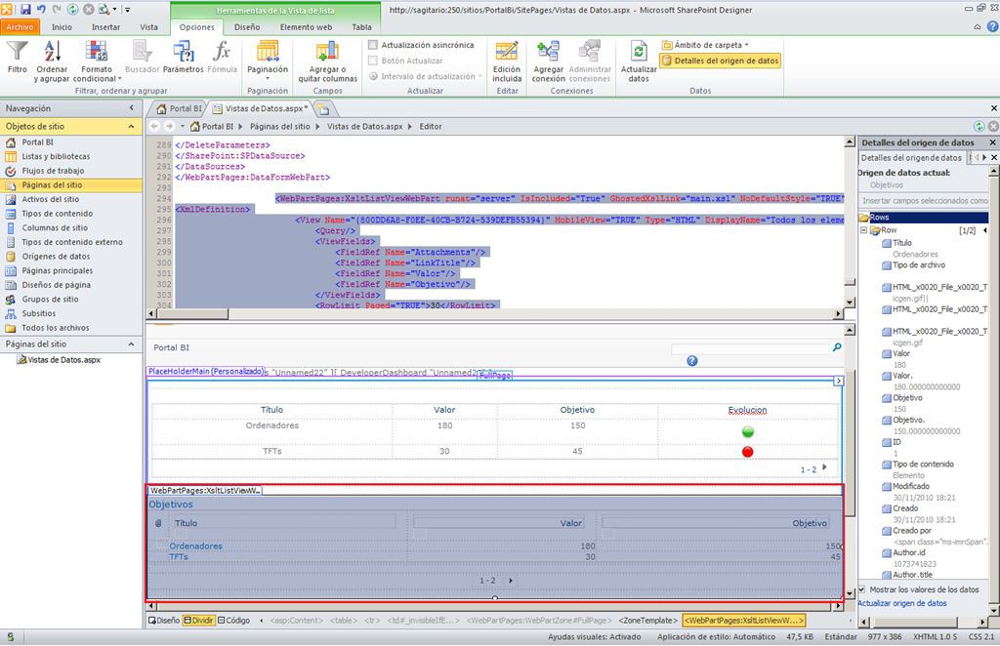 Herramientas de la Vista de lista
http://sagitario:250/sitios/PortalBi/SitePages/Vistas de Datos.aspx - Microsoft SharePoint Designer
Archivo Inicio Insertar Vista Opciones Diseño Elemento web Tabla
Filtro
Ordenar y agrupar
Formato condicional
Buscador
Parámetros
Fórmula
Filtrar, ordenar y agrupar
Paginación
Paginación
Agregar o quitar columnas
Campos
Actualización asincrónica
Botón Actualizar
Intervalo de actualización
Actualizar
Edición incluida
Editar
Agregar conexión
Administrar conexiones
Conexiones
Actualizar datos
Ámbito de carpeta
Detalles del origen de datos
Datos
Navegación
Objetos de sitio
Portal BI
Listas y bibliotecas
Flujos de trabajo
Páginas del sitio
Activos del sitio
Tipos de contenido
Columnas de sitio
Tipos de contenido externo
Orígenes de datos
Páginas principales
Diseños de página
Grupos de sitio
Subsitios
Todos los archivos
Páginas del sitio
Vistas de Datos.aspx
Portal BI Vistas de Datos.aspx *
Portal BI Páginas del sitio Vistas de Datos.aspx Editor
289 </DeleteParameters>
290 </SharePoint:SPDataSource>
291 </DataSources>
292 </WebPartPages:DataFormWebPart>
293
294 <WebPartPages:XsltListViewWebPart runat="server" IsIncluded="True" GhostedXslLink="main.xsl" NoDefaultStyle="TRUE"
295 <XmlDefinition>
296 <View Name="{800DD6A8-F0EE-40CB-B724-539DEFB55394}" MobileView="TRUE" Type="HTML" DisplayName="Todos los eleme
297 <Query/>
298 <ViewFields>
299 <FieldRef Name="Attachments"/>
300 <FieldRef Name="LinkTitle"/>
301 <FieldRef Name="Valor"/>
302 <FieldRef Name="Objetivo"/>
303 </ViewFields>
304 <RowLimit Paged="TRUE">30</RowLimit>
Portal BI
PlaceHolderMain (Personalizado) s "Unnamed22" ][ DeveloperDashboard "Unnamed2
FullPage
Título Valor Objetivo Evolucion
Ordenadores 180 150
TFTs 30 45
1 - 2
WebPartPages:XsltListViewW...
Objetivos
Título Valor Objetivo
Ordenadores 180 150
TFTs 30 45
1 - 2
Diseño Dividir Código <asp:Content> <table> <tr> <td#_invisibleIfE...> <WebPartPages:WebPartZone#FullPage> <ZoneTemplate> <WebPartPages:XsltListViewW...>
Detalles del origen de datos
Detalles del origen de datos
Origen de datos actual:
Objetivos
Insertar campos seleccionados como
Rows
Row [1/2]
Título
Ordenadores
Tipo de archivo
HTML_x0020_File_x0020_T
icgen.gif||
HTML_x0020_File_x0020_T
HTML_x0020_File_x0020_T
icgen.gif
Valor
180
Valor.
180.000000000000
Objetivo
150
Objetivo.
150.000000000000
ID
1
Tipo de contenido
Elemento
Modificado
30/11/2010 18:21
Creado
30/11/2010 18:21
Creado por
<span class="ms-imnSpan".
Author.id
1073741823
Author.title
Mostrar los valores de los datos
Actualizar origen de datos
Ayudas visuales: Activado Aplicación de estilo: Automático 47,5 KB Estándar 977 x 386 XHTML 1.0 S CSS 2.1